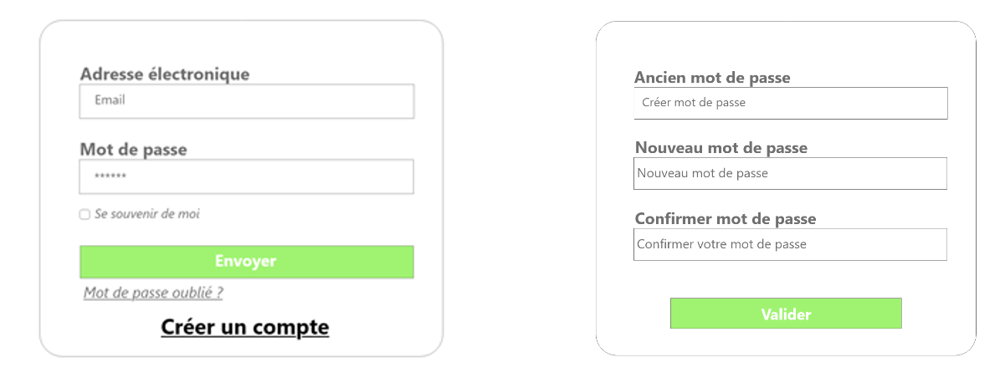 Adresse électronique
Email
Mot de passe
******
Se souvenir de moi
Envoyer
Mot de passe oublié ?
Créer un compte
Ancien mot de passe
Créer mot de passe
Nouveau mot de passe
Nouveau mot de passe
Confirmer mot de passe
Confirmer votre mot de passe
Valider